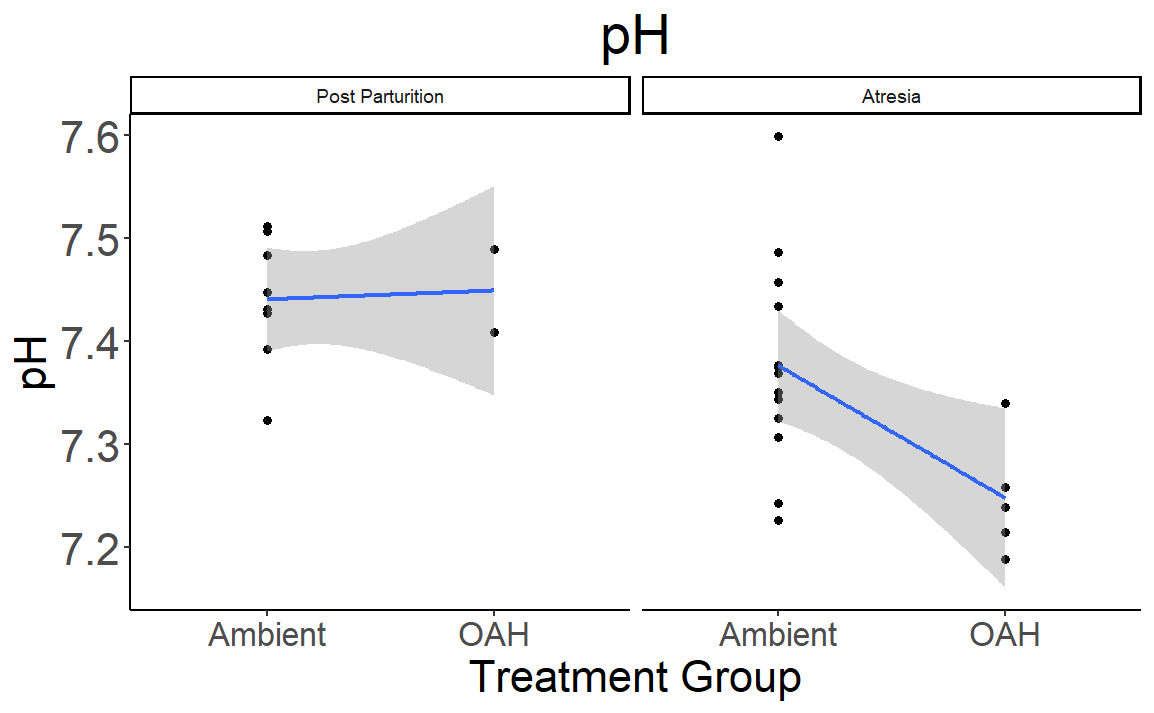 pH
Post Parturition
Atresia
7.6
7.5
7.4
7.3
7.2
pH
Ambient
OAH
Ambient
OAH
Treatment Group